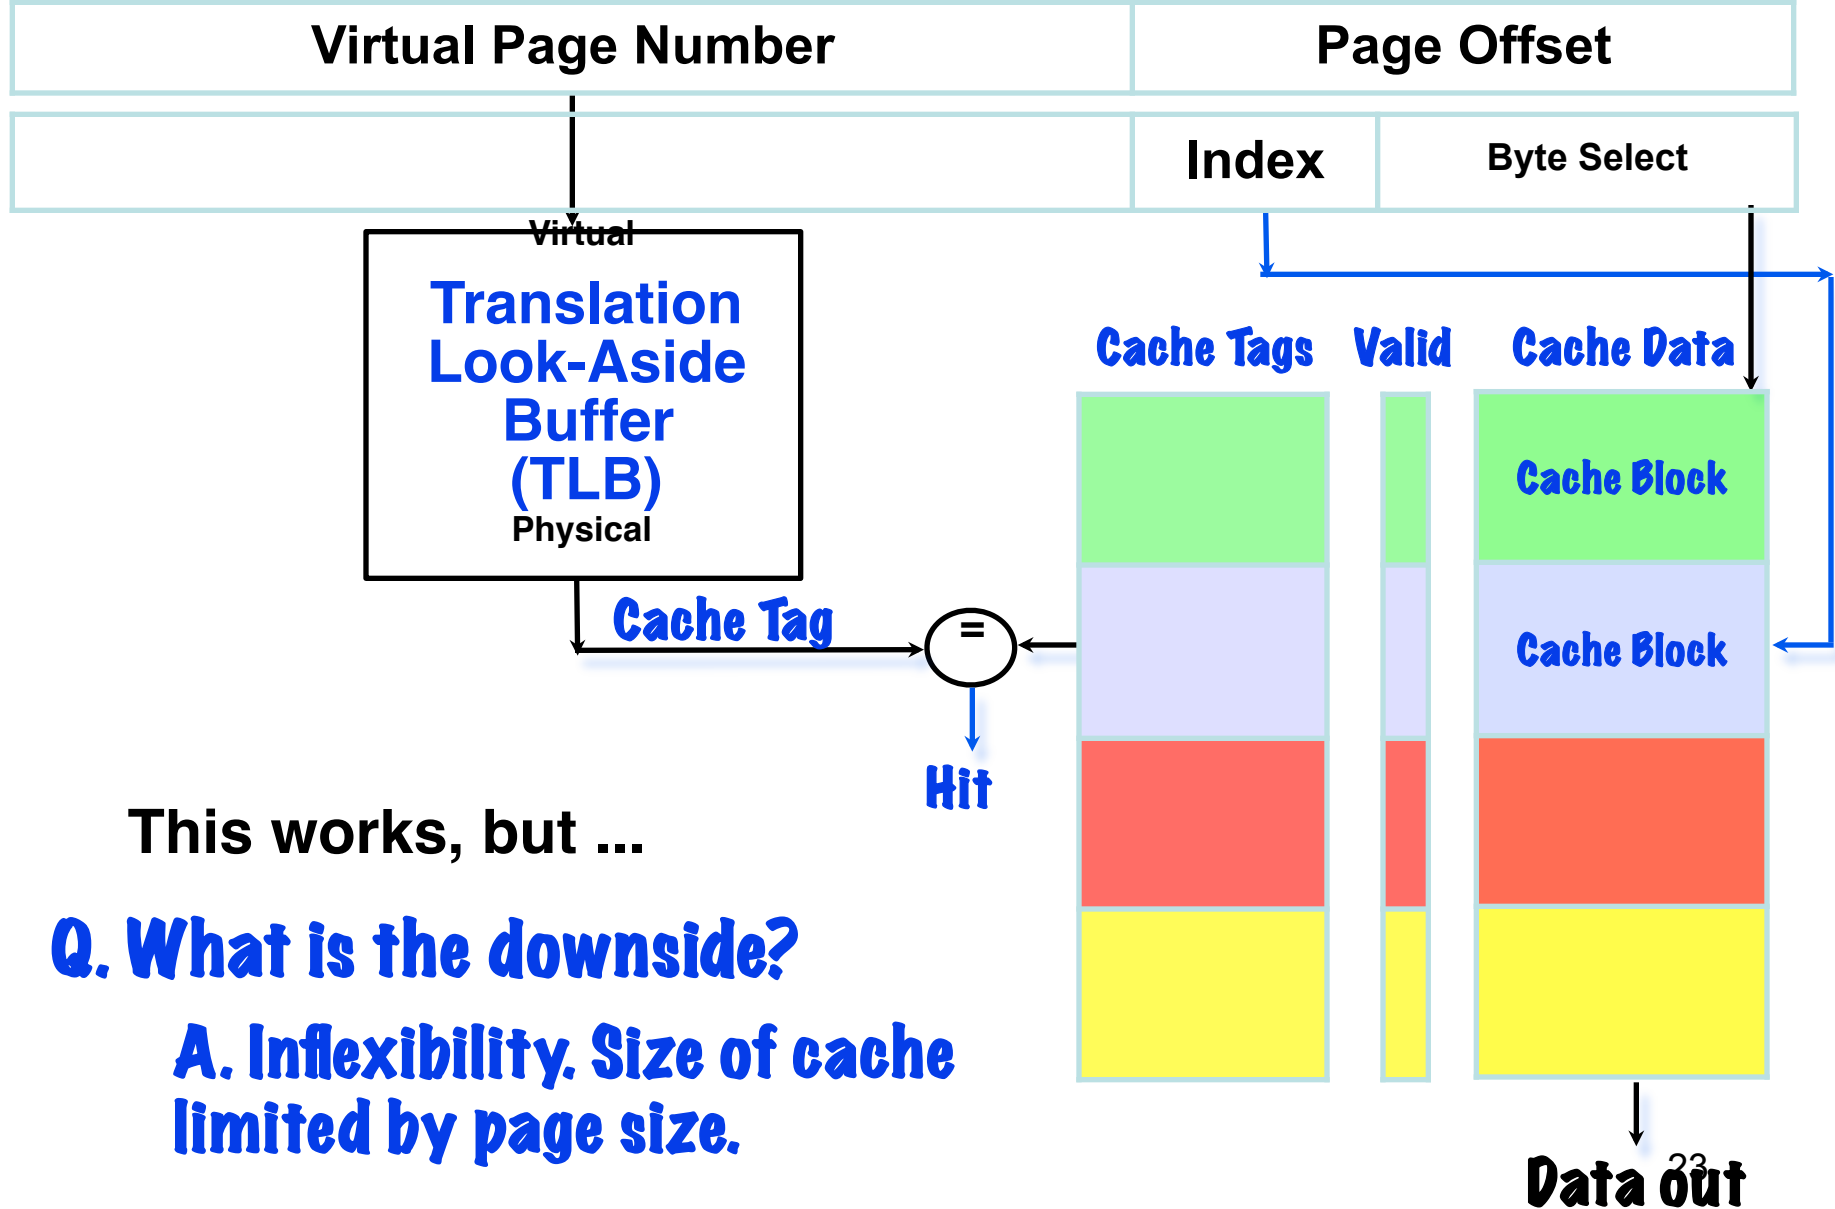 Virtual Page Number
Page Offset
Index
Byte Select
Virtual
Translation
Look-Aside
Buffer
(TLB)
Physical
Cache Tags
Valid
Cache Data
Cache Block
Cache Tag
=
Cache Block
Hit
This works, but ...
Q. What is the downside?
A. Inflexibility. Size of cache
limited by page size.
23
Data out